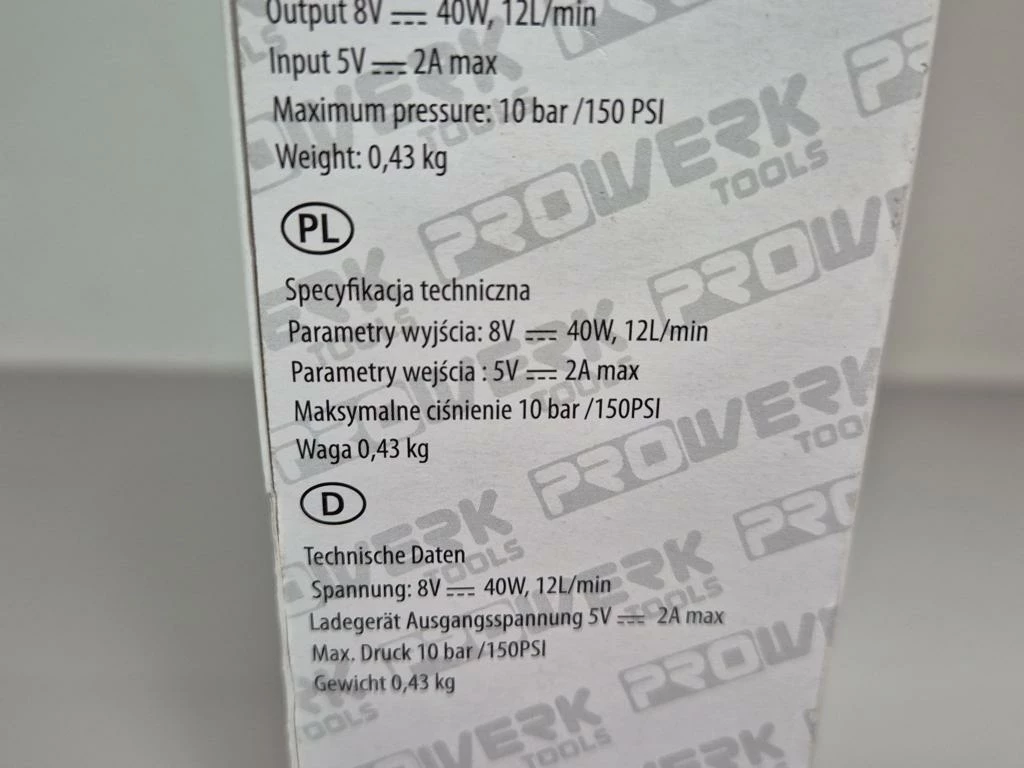 Output 8V ⎓ 40W, 12L/min
Input 5V ⎓ 2A max
Maximum pressure: 10 bar /150 PSI
Weight: 0,43 kg
PL
Specyfikacja techniczna
Parametry wyjścia: 8V ⎓ 40W, 12L/min
Parametry wejścia : 5V ⎓ 2A max
Maksymalne ciśnienie 10 bar /150PSI
Waga 0,43 kg
D
Technische Daten
Spannung: 8V ⎓ 40W, 12L/min
Ladegerät Ausgangsspannung 5V ⎓ 2A max
Max. Druck 10 bar /150PSI
Gewicht 0,43 kg
PROWERK
TOOLS